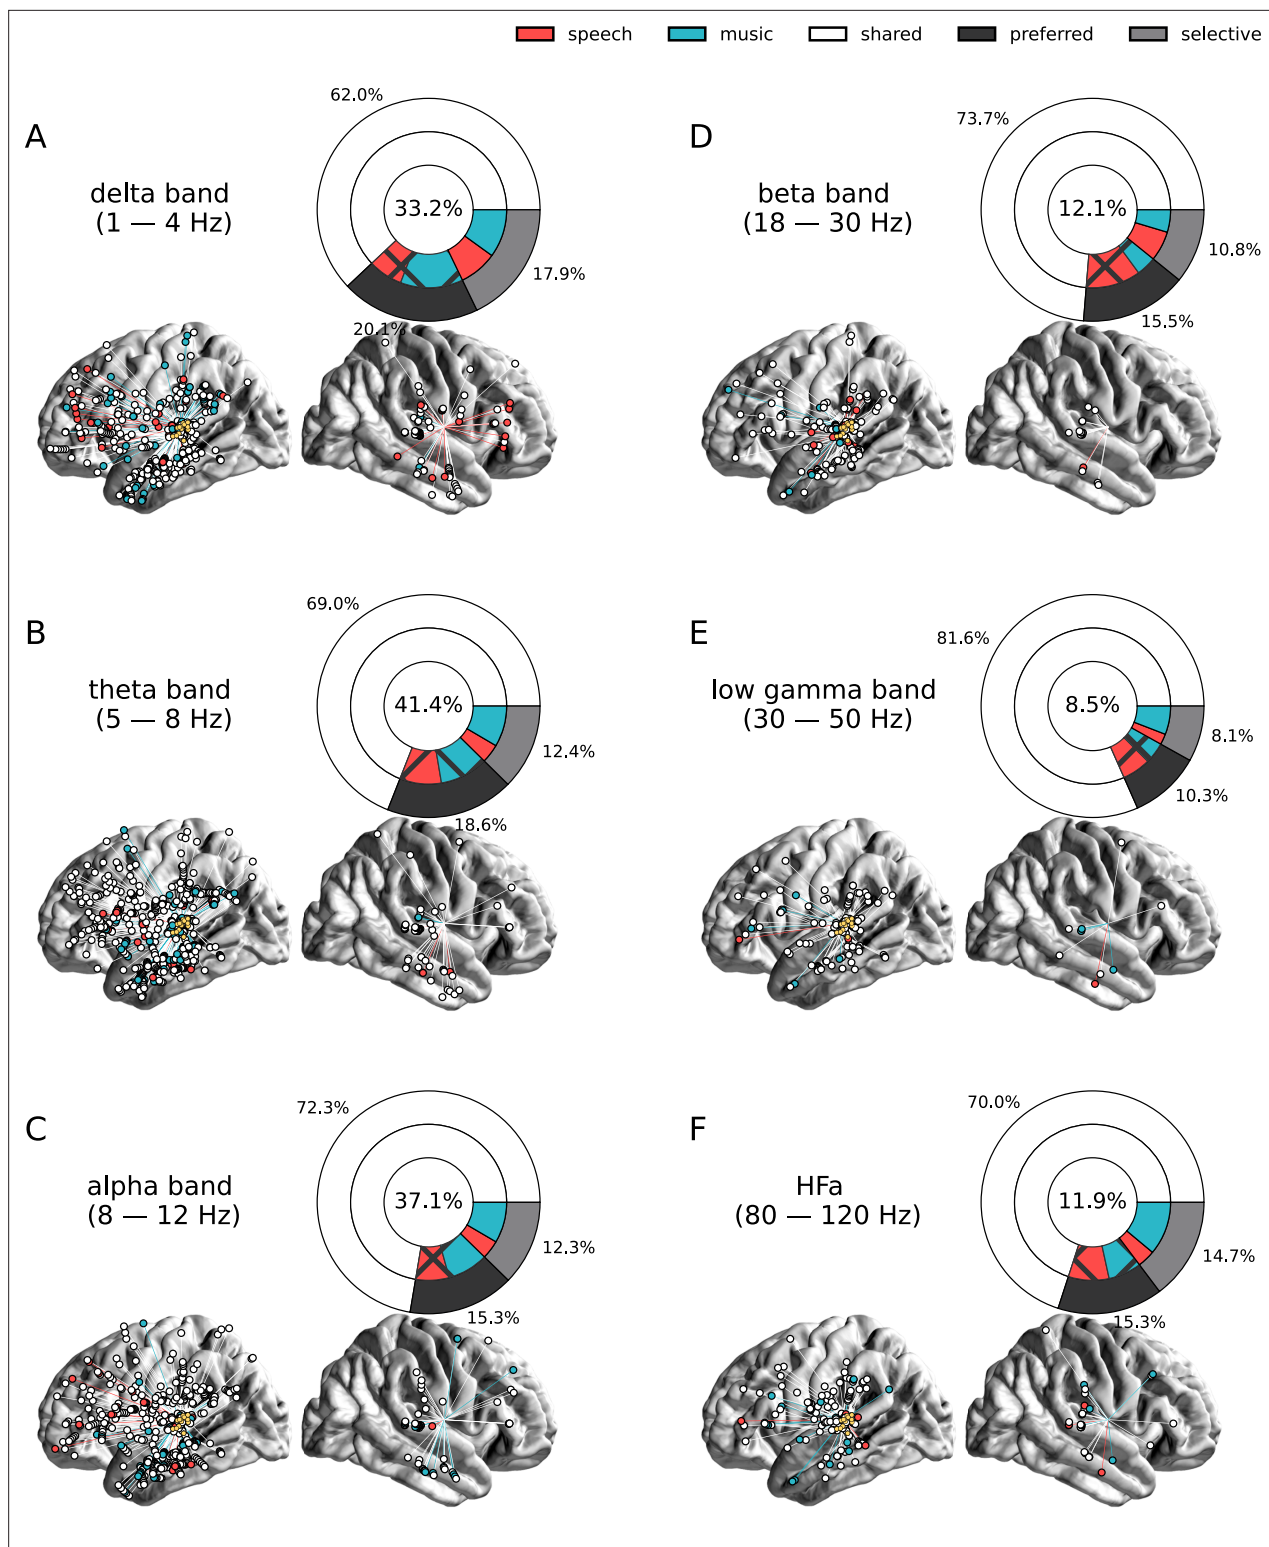 speech music shared preferred selective
A
62.0%
delta band
(1 — 4 Hz)
33.2%
17.9%
20.1%
D
73.7%
beta band
(18 — 30 Hz)
12.1%
10.8%
15.5%
B
69.0%
theta band
(5 — 8 Hz)
41.4%
12.4%
18.6%
E
81.6%
low gamma band
(30 — 50 Hz)
8.5%
8.1%
10.3%
C
72.3%
alpha band
(8 — 12 Hz)
37.1%
12.3%
15.3%
F
70.0%
HFa
(80 — 120 Hz)
11.9%
14.7%
15.3%